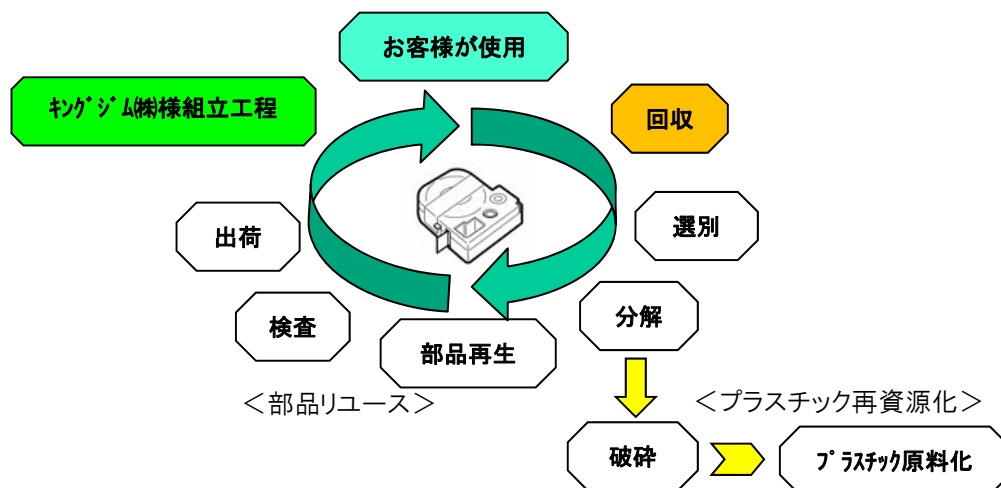 お客様が使用
ｷﾝｸﾞｼﾞﾑ㈱様組立工程
回収
選別
出荷
分解
検査
部品再生
＜部品リユース＞
＜プラスチック再資源化＞
破砕
ﾌﾟﾗｽﾁｯｸ原料化